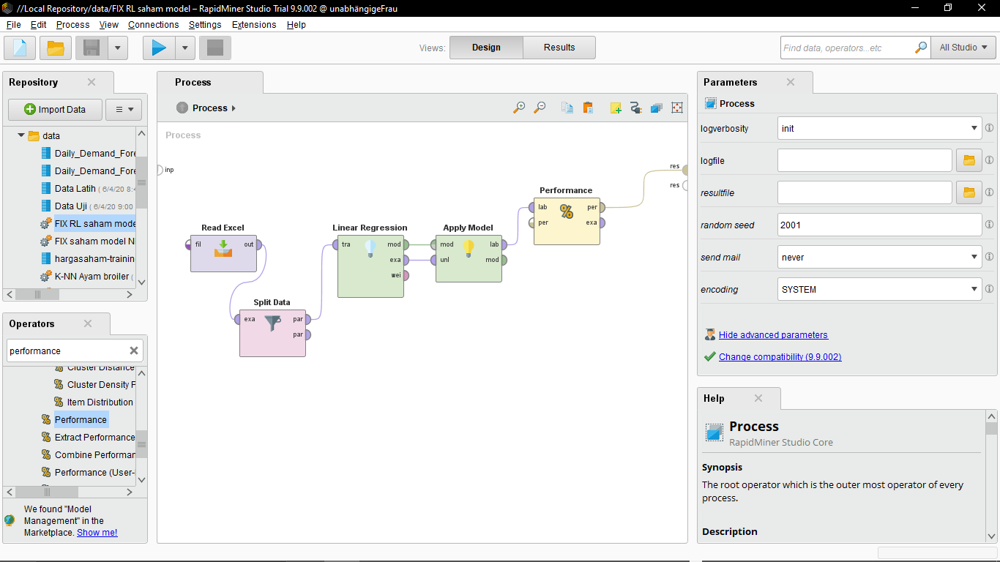 //Local Repository/data/FIX RL saham model – RapidMiner Studio Trial 9.9.002 @ unabhängigeFrau
File Edit Process View Connections Settings Extensions Help
Views: Design Results
Find data, operators...etc
All Studio
Repository
Import Data
data
Daily_Demand_Fore
Daily_Demand_Fore
Data Latih ( 6/4/20 8:4
Data Uji ( 6/4/20 9:00
FIX RL saham mode
FIX saham model N
hargasaham-trainin
K-NN Ayam broiler (
Operators
performance
Cluster Distance
Cluster Density P
Item Distribution
Performance
Extract Performance
Combine Performan
Performance (User-
We found "Model
Management" in the
Marketplace. Show me!
Process
Process
Process
inp
res
res
Read Excel
fil out
Split Data
exa par
par
Linear Regression
tra mod
exa
wei
Apply Model
mod lab
unl mod
Performance
lab per
per exa
Parameters
Process
logverbosity init
logfile
resultfile
random seed 2001
send mail never
encoding SYSTEM
Hide advanced parameters
Change compatibility (9.9.002)
Help
Process
RapidMiner Studio Core
Synopsis
The root operator which is the outer most operator of every
process.
Description